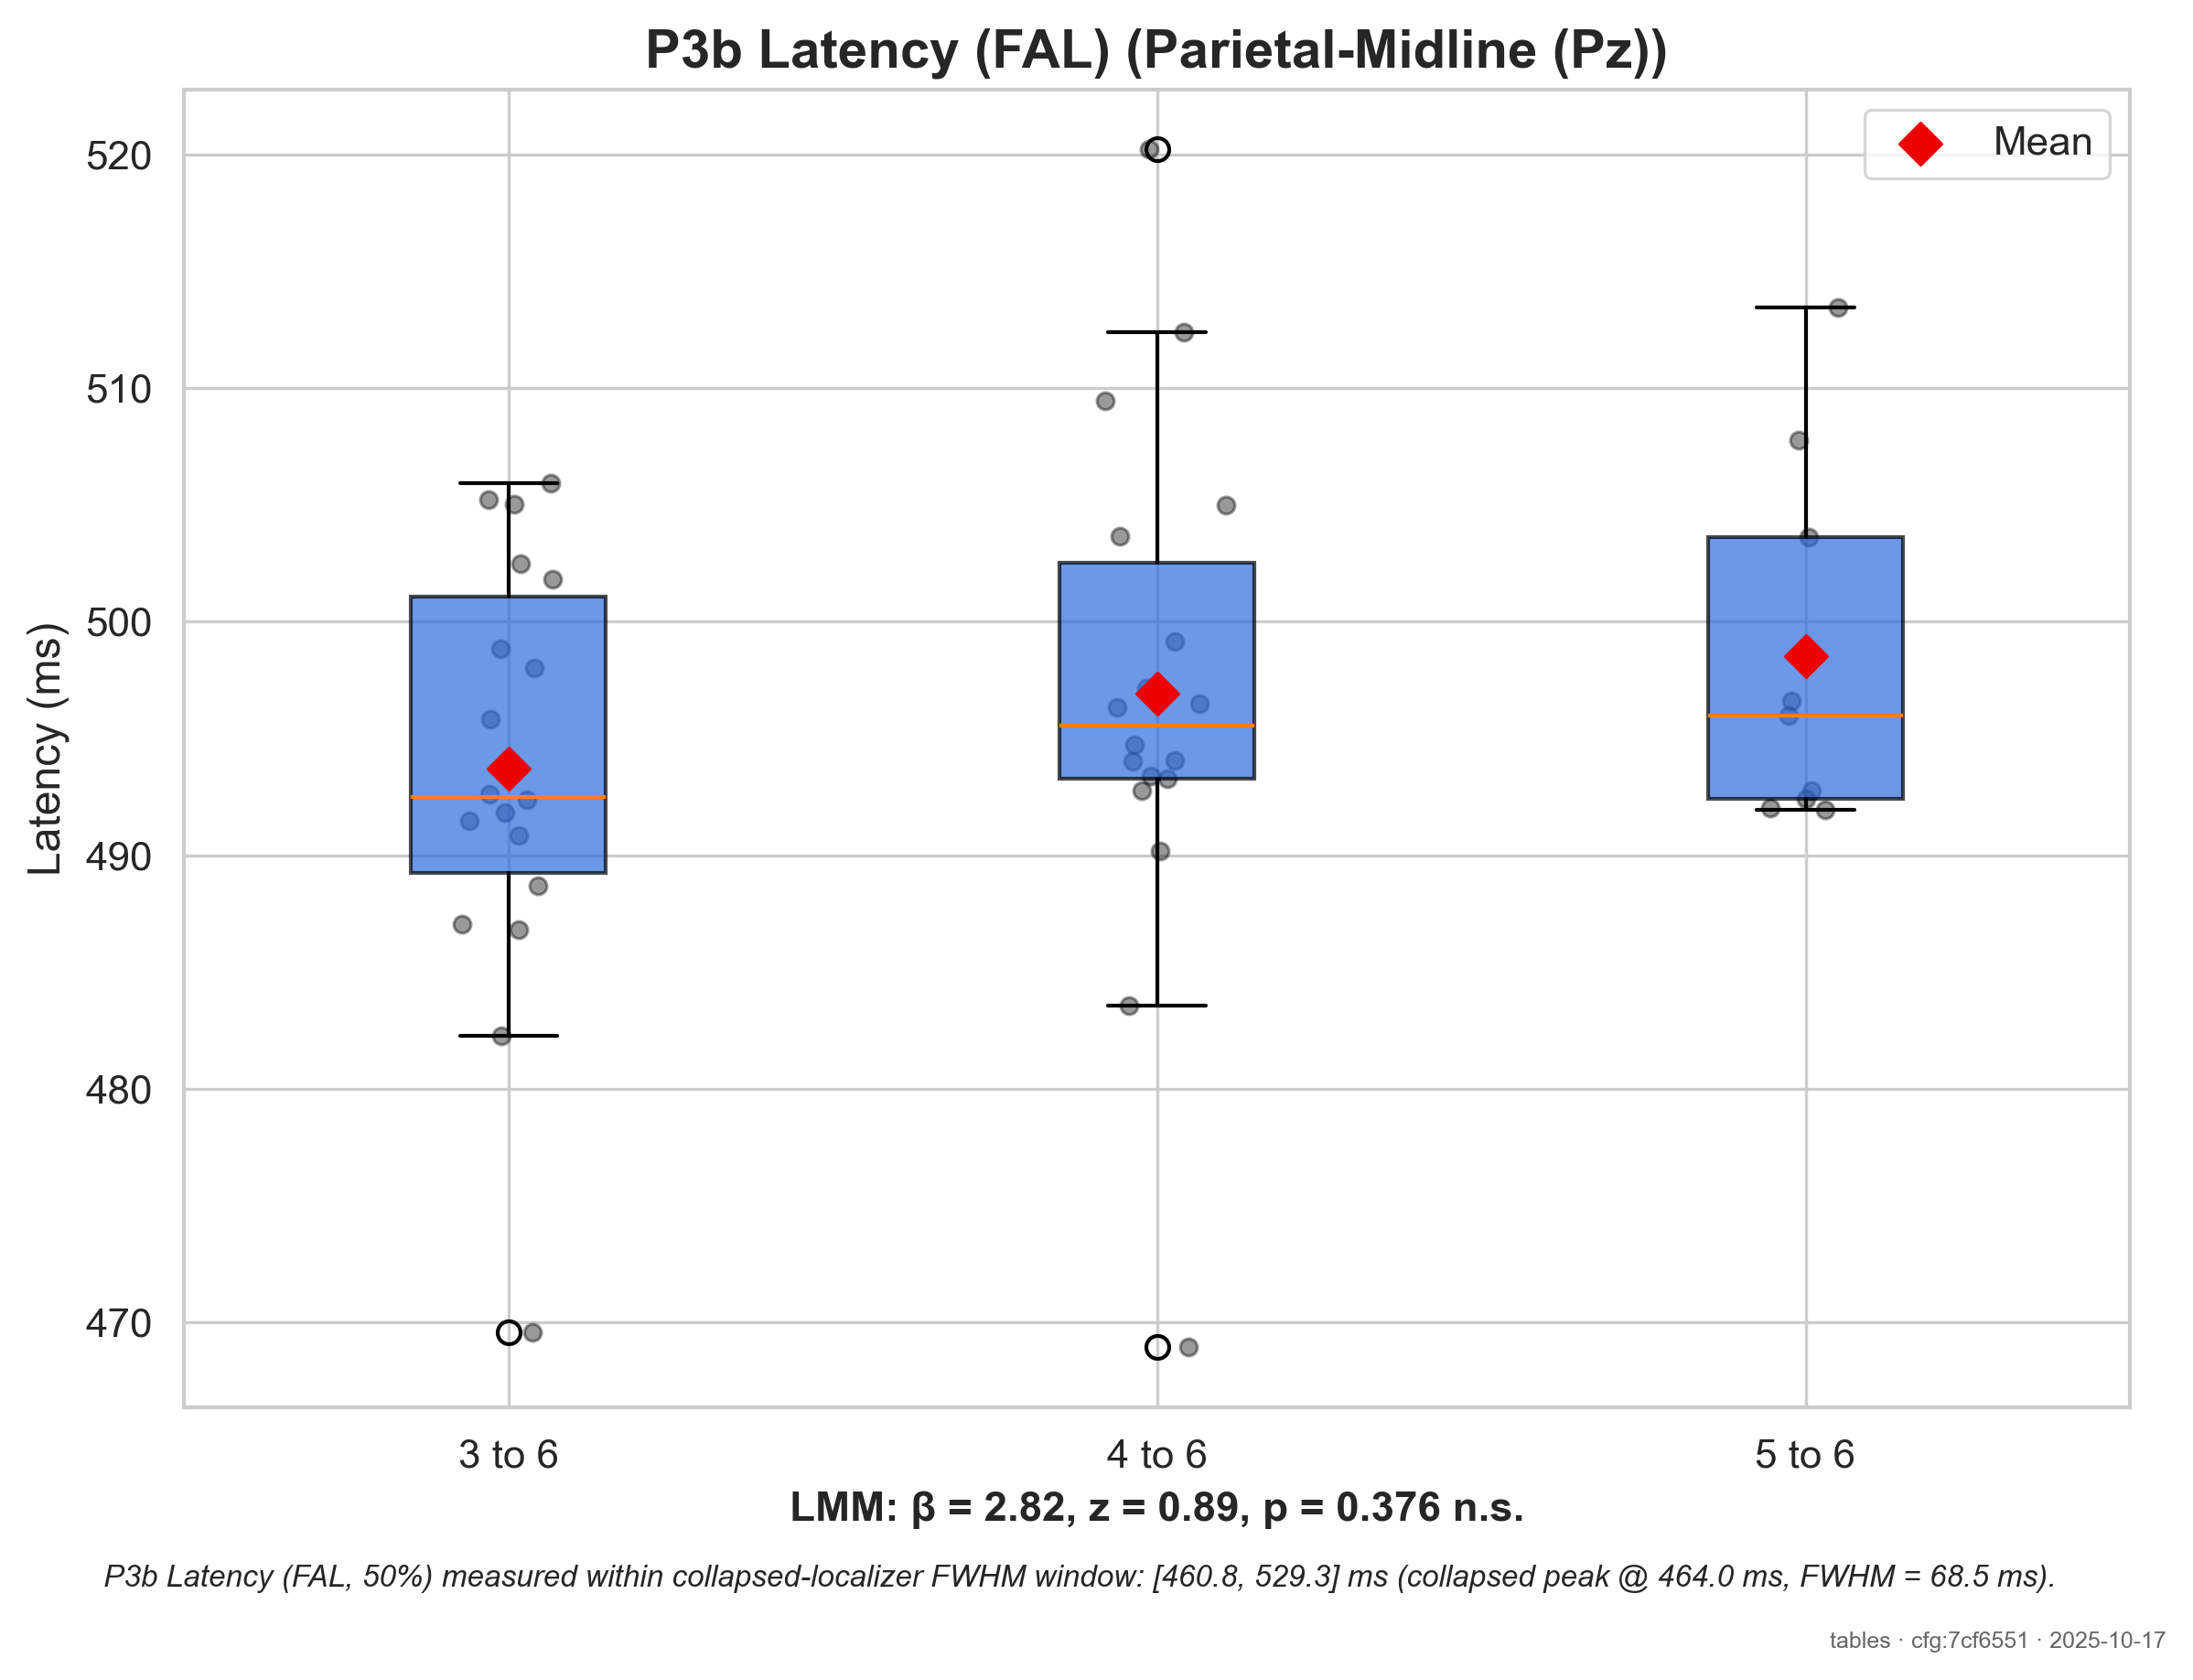 P3b Latency (FAL) (Parietal-Midline (Pz))
Mean
Latency (ms)
520
510
500
490
480
470
3 to 6
4 to 6
5 to 6
LMM: β = 2.82, z = 0.89, p = 0.376 n.s.
P3b Latency (FAL, 50%) measured within collapsed-localizer FWHM window: [460.8, 529.3] ms (collapsed peak @ 464.0 ms, FWHM = 68.5 ms).
tables · cfg:7cf6551 · 2025-10-17